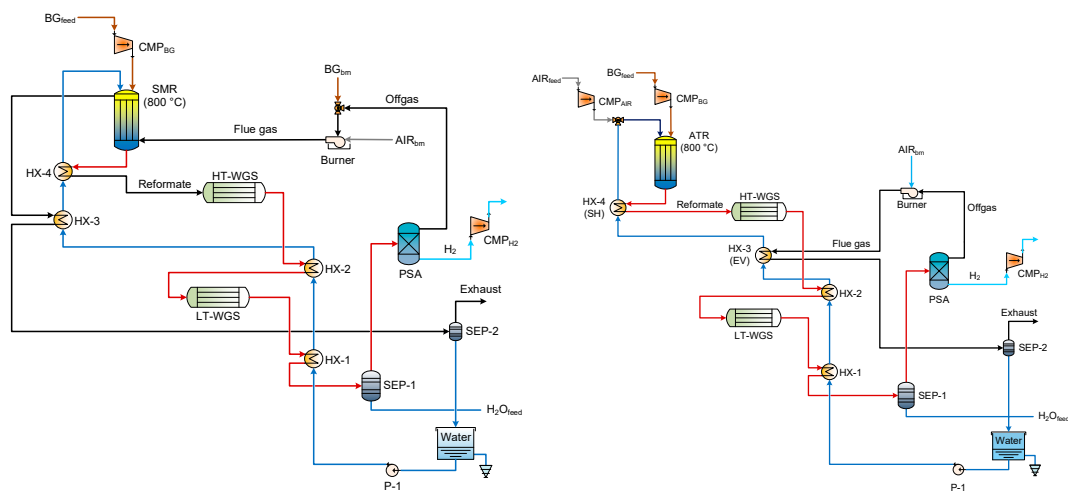 BGfeed
CMPBG
SMR
(800 °C)
BGbm
Offgas
Flue gas
AIRbm
Burner
HX-4
Reformate
HT-WGS
HX-3
H2
CMPH2
PSA
HX-2
LT-WGS
Exhaust
SEP-2
HX-1
SEP-1
H2Ofeed
Water
P-1
AIRfeed
BGfeed
CMPAIR
CMPBG
ATR
(800 °C)
AIRbm
Burner
HX-4
(SH)
Reformate
HT-WGS
Offgas
Flue gas
HX-3
(EV)
H2
CMPH2
PSA
HX-2
LT-WGS
Exhaust
SEP-2
HX-1
SEP-1
H2Ofeed
Water
P-1